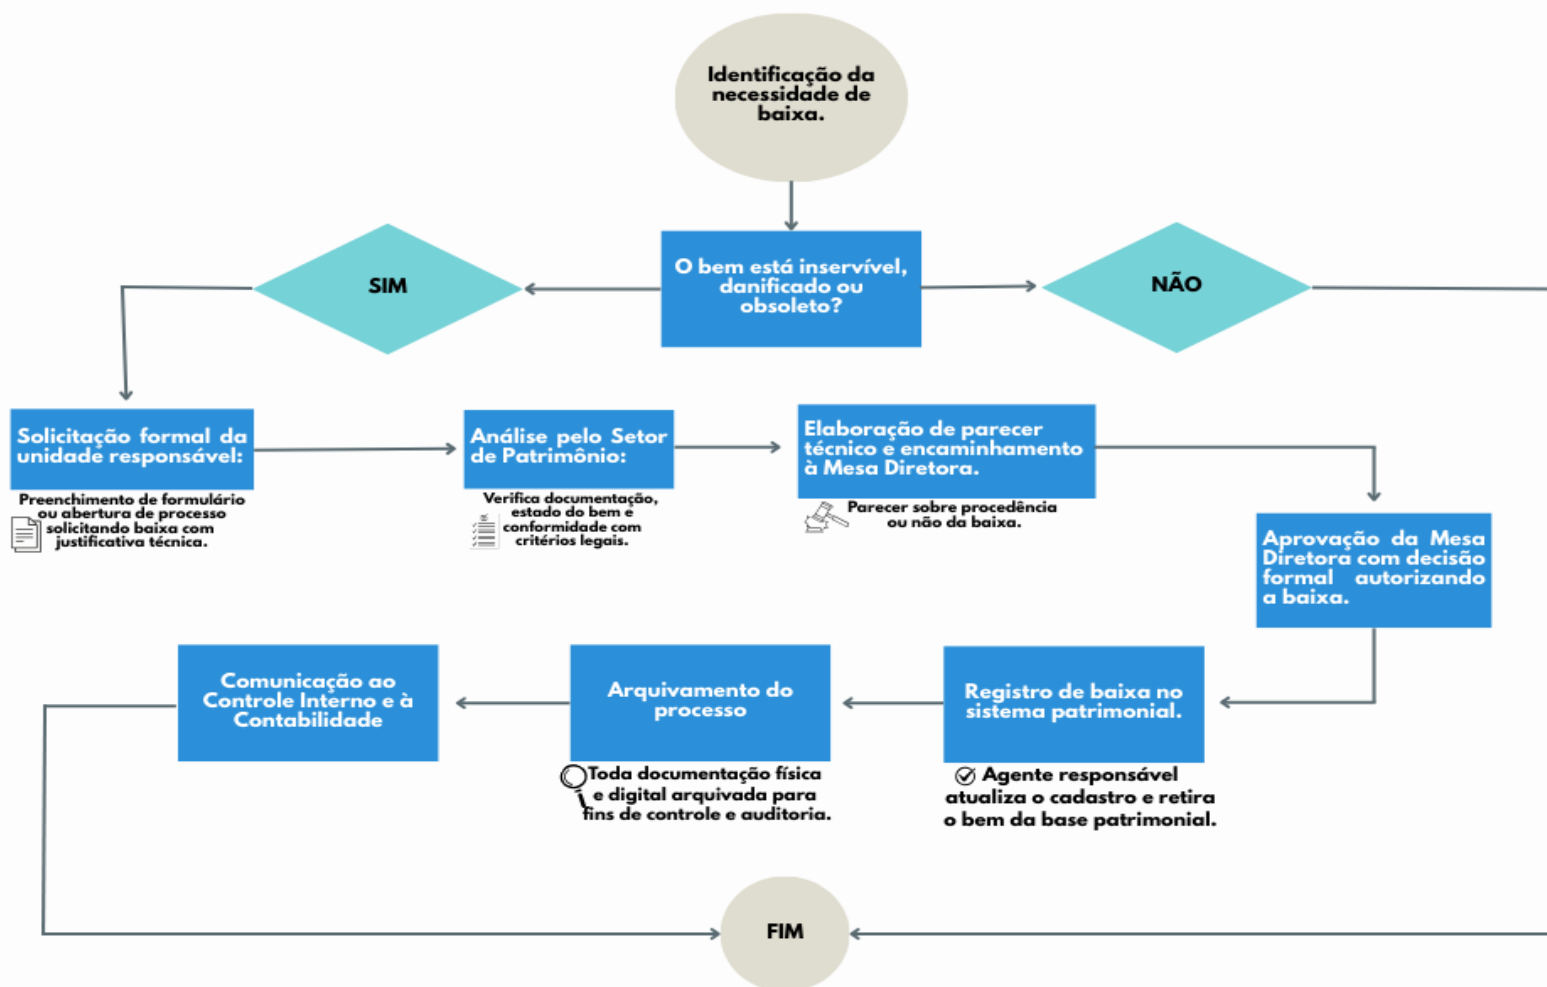 Identificação da
necessidade de
baixa.
SIM
O bem está inservível,
danificado ou
obsoleto?
NÃO
Solicitação formal da
unidade responsável:
Preenchimento de formulário
ou abertura de processo
solicitando baixa com
justificativa técnica.
Análise pelo Setor
de Patrimônio:
Verifica documentação,
estado do bem e
conformidade com
critérios legais.
Elaboração de parecer
técnico e encaminhamento
à Mesa Diretora.
Parecer sobre procedência
ou não da baixa.
Aprovação da Mesa
Diretora com decisão
formal autorizando
a baixa.
Registro de baixa no
sistema patrimonial.
Agente responsável
atualiza o cadastro e retira
o bem da base patrimonial.
Arquivamento do
processo
Toda documentação física
e digital arquivada para
fins de controle e auditoria.
Comunicação ao
Controle Interno e à
Contabilidade
FIM